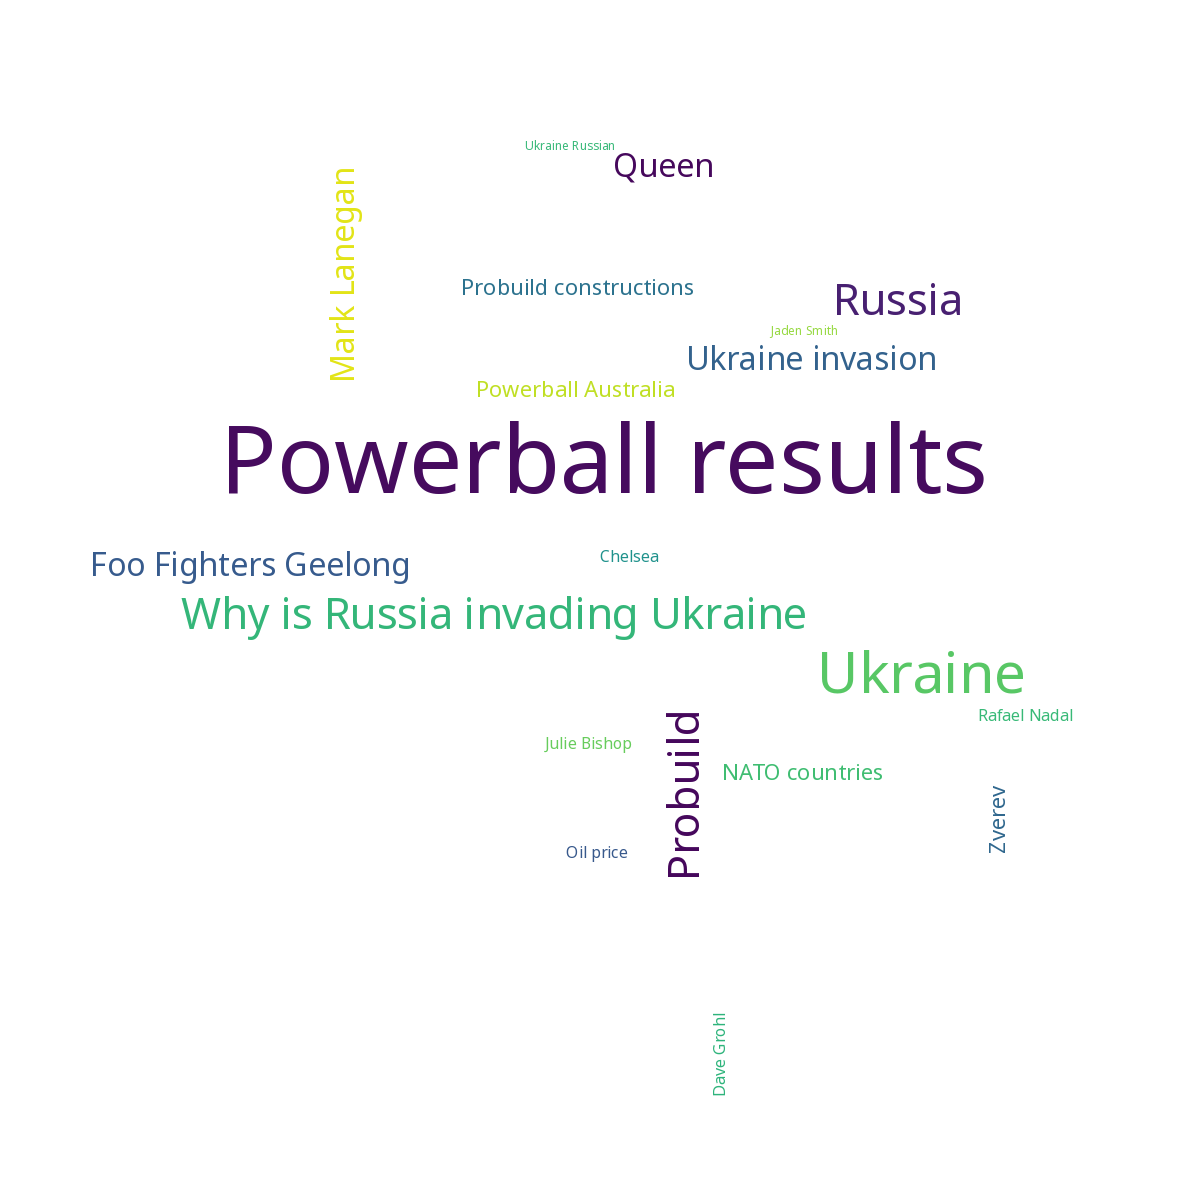 Ukraine Russian
Queen
Mark Lanegan
Probuild constructions
Russia
Jaden Smith
Ukraine invasion
Powerball Australia
Powerball results
Chelsea
Foo Fighters Geelong
Why is Russia invading Ukraine
Ukraine
Rafael Nadal
Julie Bishop
Probuild
NATO countries
Zverev
Oil price
Dave Grohl